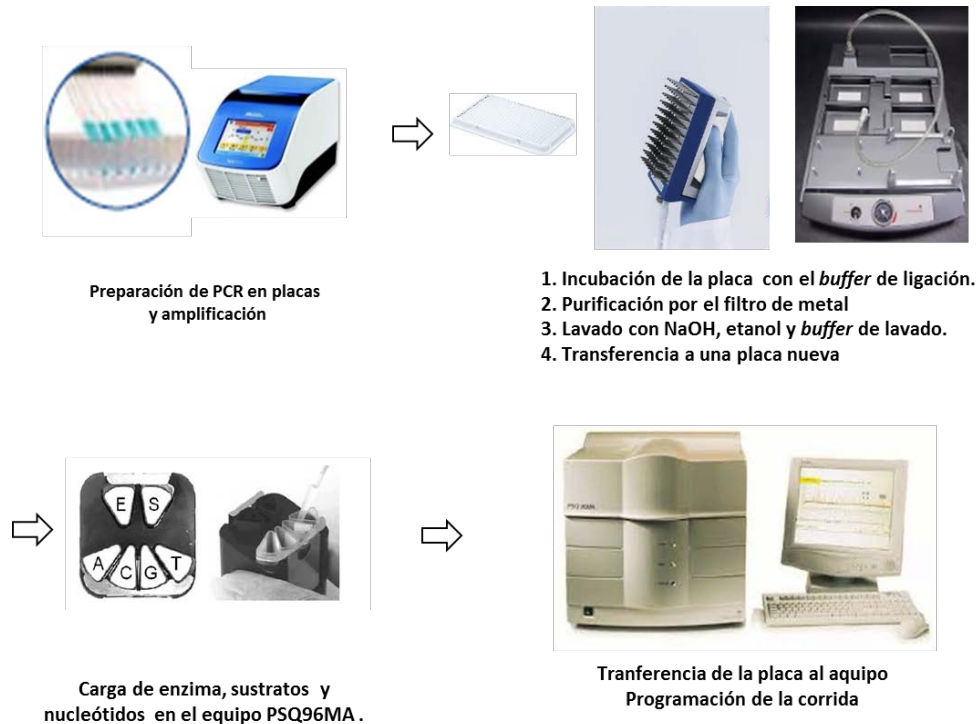 Preparación de PCR en placas
y amplificación
1. Incubación de la placa con el buffer de ligación.
2. Purificación por el filtro de metal
3. Lavado con NaOH, etanol y buffer de lavado.
4. Transferencia a una placa nueva
E S
A C G T
Carga de enzima, sustratos y
nucleótidos en el equipo PSQ96MA .
Tranferencia de la placa al aquipo
Programación de la corrida